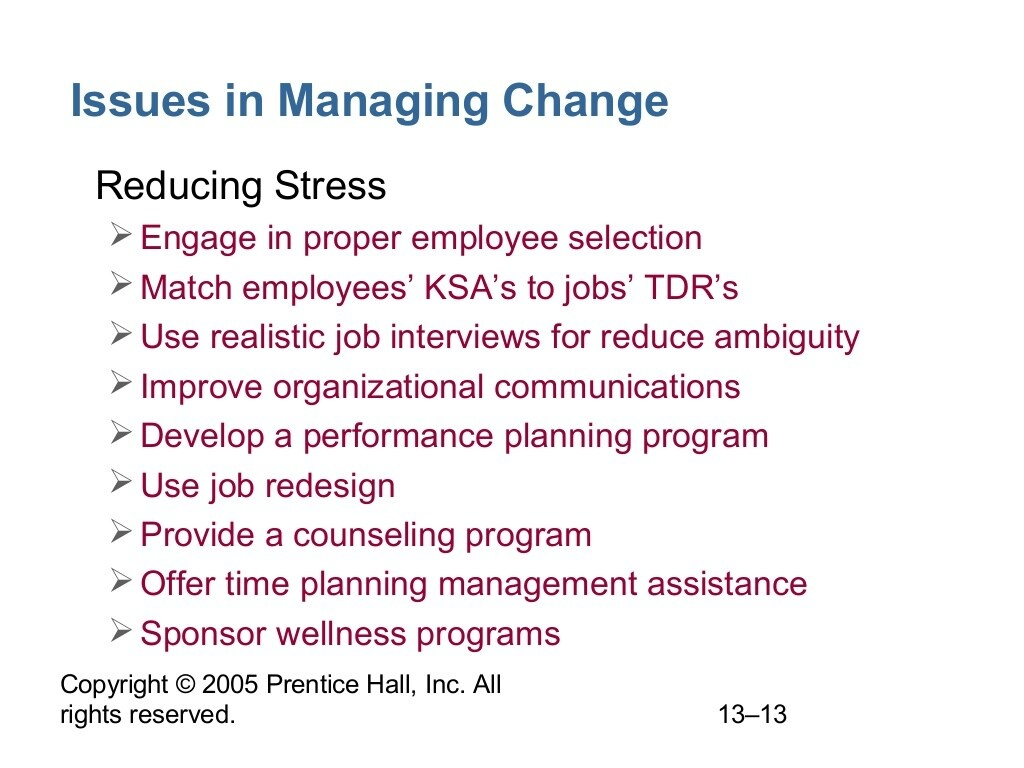 Issues in Managing Change
Reducing Stress
➢ Engage in proper employee selection
➢ Match employees’ KSA’s to jobs’ TDR’s
➢ Use realistic job interviews for reduce ambiguity
➢ Improve organizational communications
➢ Develop a performance planning program
➢ Use job redesign
➢ Provide a counseling program
➢ Offer time planning management assistance
➢ Sponsor wellness programs
Copyright © 2005 Prentice Hall, Inc. All
rights reserved.
13–13